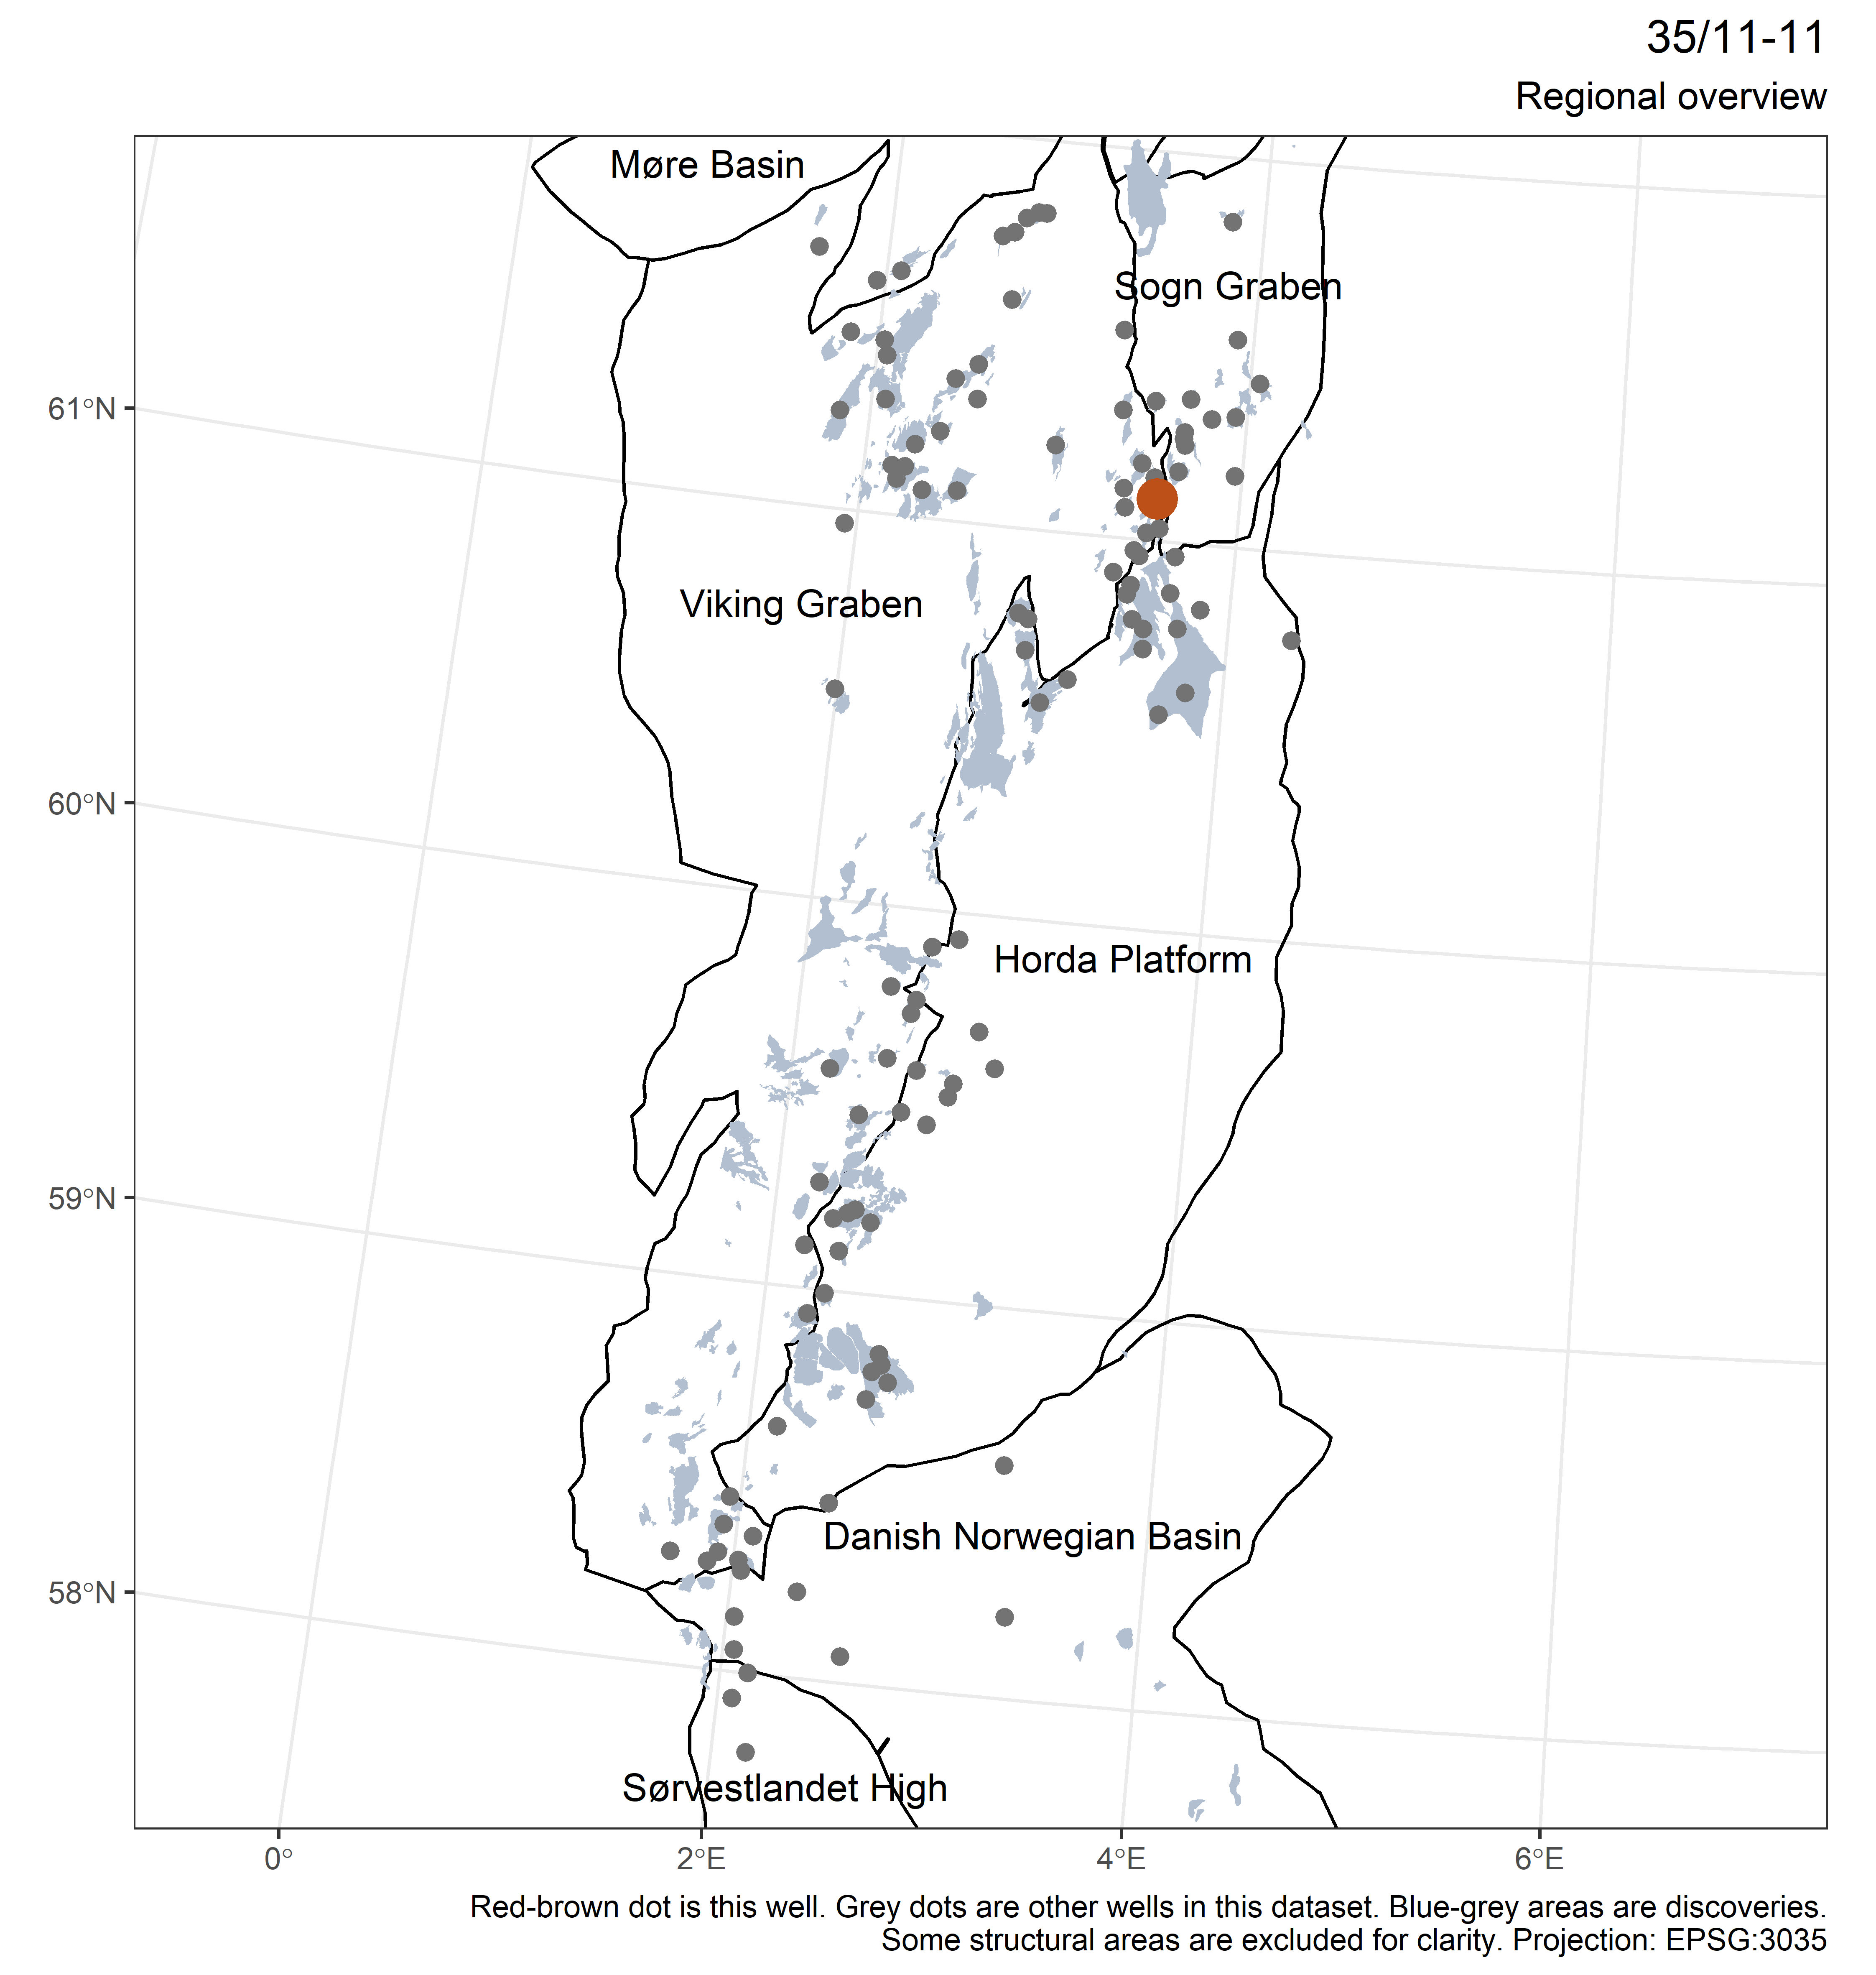 35/11-11
Regional overview
Møre Basin
Sogn Graben
61°N
Viking Graben
60°N
Horda Platform
59°N
Danish Norwegian Basin
58°N
Sørvestlandet High
0° 2°E 4°E 6°E
Red-brown dot is this well. Grey dots are other wells in this dataset. Blue-grey areas are discoveries.
Some structural areas are excluded for clarity. Projection: EPSG:3035